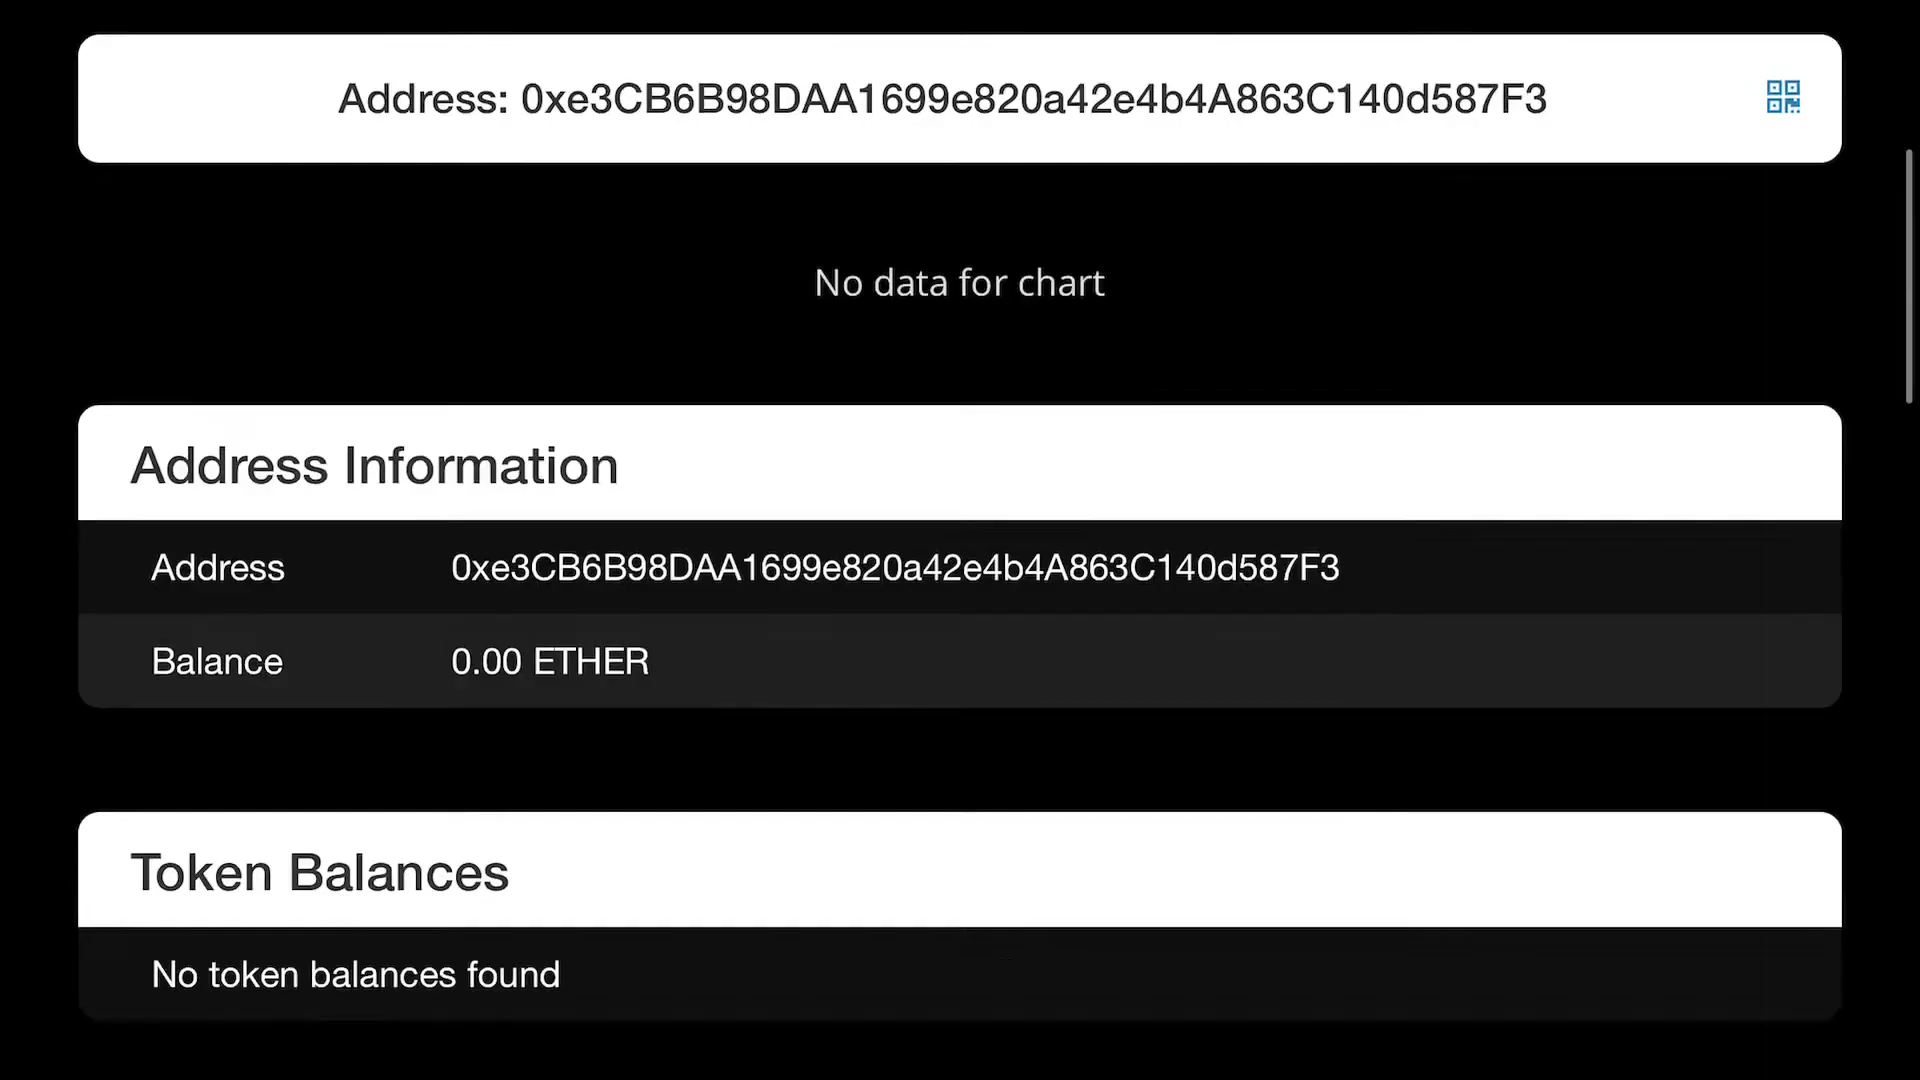 Address: 0xe3CB6B98DAA1699e820a42e4b4A863C140d587F3
No data for chart
Address Information
Address 0xe3CB6B98DAA1699e820a42e4b4A863C140d587F3
Balance 0.00 ETHER
Token Balances
No token balances found